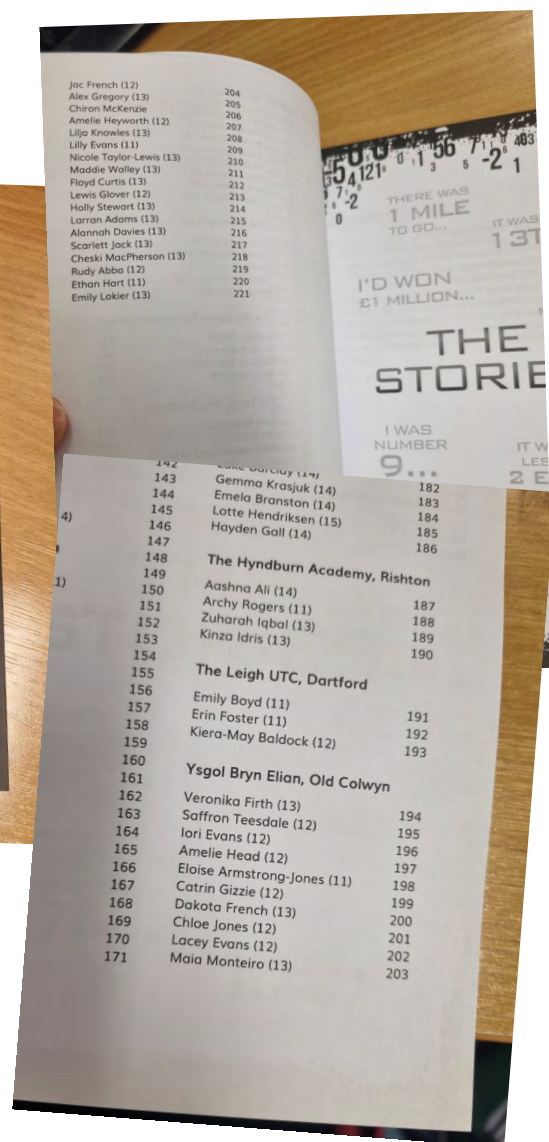 Jac French (12) 204
Alex Gregory (13) 205
Chiron McKenzie 206
Amelie Heyworth (12) 207
Lilja Knowles (13) 208
Lilly Evans (11) 209
Nicole Taylor-Lewis (13) 210
Maddie Walley (13) 211
Floyd Curtis (13) 212
Lewis Glover (12) 213
Holly Stewart (13) 214
Larran Adams (13) 215
Alannah Davies (13) 216
Scarlett Jack (13) 217
Cheski MacPherson (13) 218
Rudy Abba (12) 219
Ethan Hart (11) 220
Emily Lokier (13) 221
THERE WAS
1 MILE
TO GO...
IT WAS
13T
I'D WON
£1 MILLION...
THE
STORIE
I WAS
NUMBER
9...
IT W
LES
2 E
4)
1)
142
143
144
145
146
147
148
149
150
151
152
153
154
155
156
157
158
159
160
161
162
163
164
165
166
167
168
169
170
171
Barclay (14) 182
Gemma Krasjuk (14) 183
Emela Branston (14) 184
Lotte Hendriksen (15) 185
Hayden Gall (14) 186
The Hyndburn Academy, Rishton
Aashna Ali (14) 187
Archy Rogers (11) 188
Zuharah Iqbal (13) 189
Kinza Idris (13) 190
The Leigh UTC, Dartford
Emily Boyd (11) 191
Erin Foster (11) 192
Kiera-May Baldock (12) 193
Ysgol Bryn Elian, Old Colwyn
Veronika Firth (13) 194
Saffron Teesdale (12) 195
Iori Evans (12) 196
Amelie Head (12) 197
Eloise Armstrong-Jones (11) 198
Catrin Gizzie (12) 199
Dakota French (13) 200
Chloe Jones (12) 201
Lacey Evans (12) 202
Maia Monteiro (13) 203